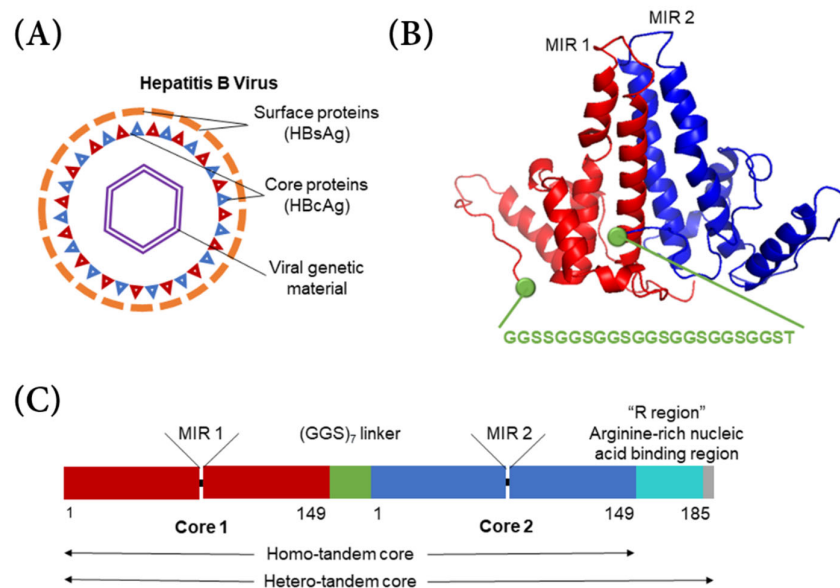 (A)
Hepatitis B Virus
Surface proteins
(HBsAg)
Core proteins
(HBcAg)
Viral genetic
material
(B)
MIR 1
MIR 2
GGSSGGSGGSGGSGGSGGSGGST
(C)
MIR 1
(GGS)7 linker
MIR 2
“R region”
Arginine-rich nucleic
acid binding region
1
149
1
149
185
Core 1
Core 2
Homo-tandem core
Hetero-tandem core